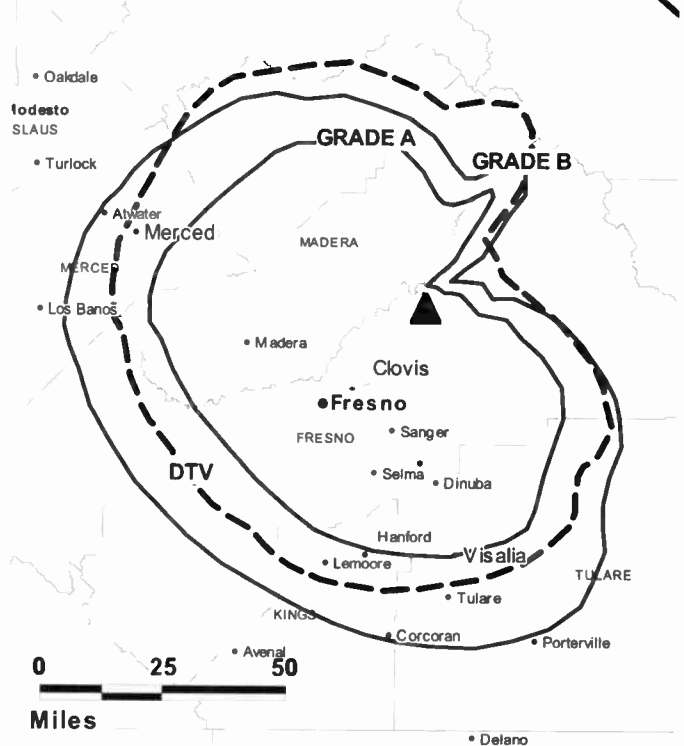 Oakdale
lodesto
SLAUS
GRADE A
GRADE B
Turlock
Atwater
Merced
MADERA
MERCED
Los Banos
Madera
Clovis
Fresno
FRESNO
Sanger
DTV
Selma
Dinuba
Hanford
Visalia
Lemoore
TULARE
Tulare
KINGS
Corcoran
Porterville
Avenal
0 25 50
Miles
Delano